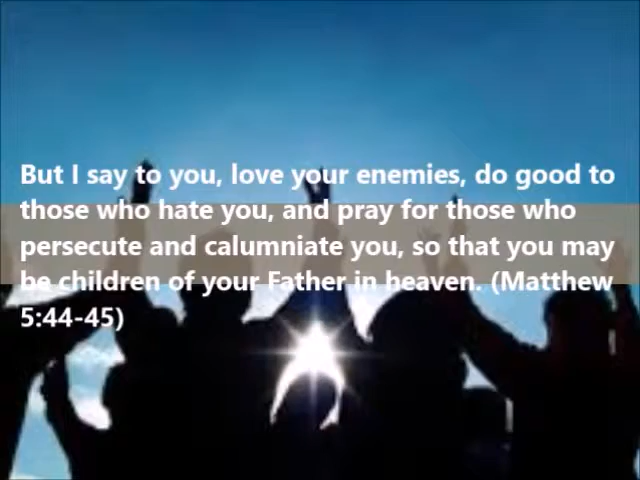 But I say to you, love your enemies, do good to
those who hate you, and pray for those who
persecute and calumniate you, so that you may
be children of your Father in heaven. (Matthew
5:44-45)